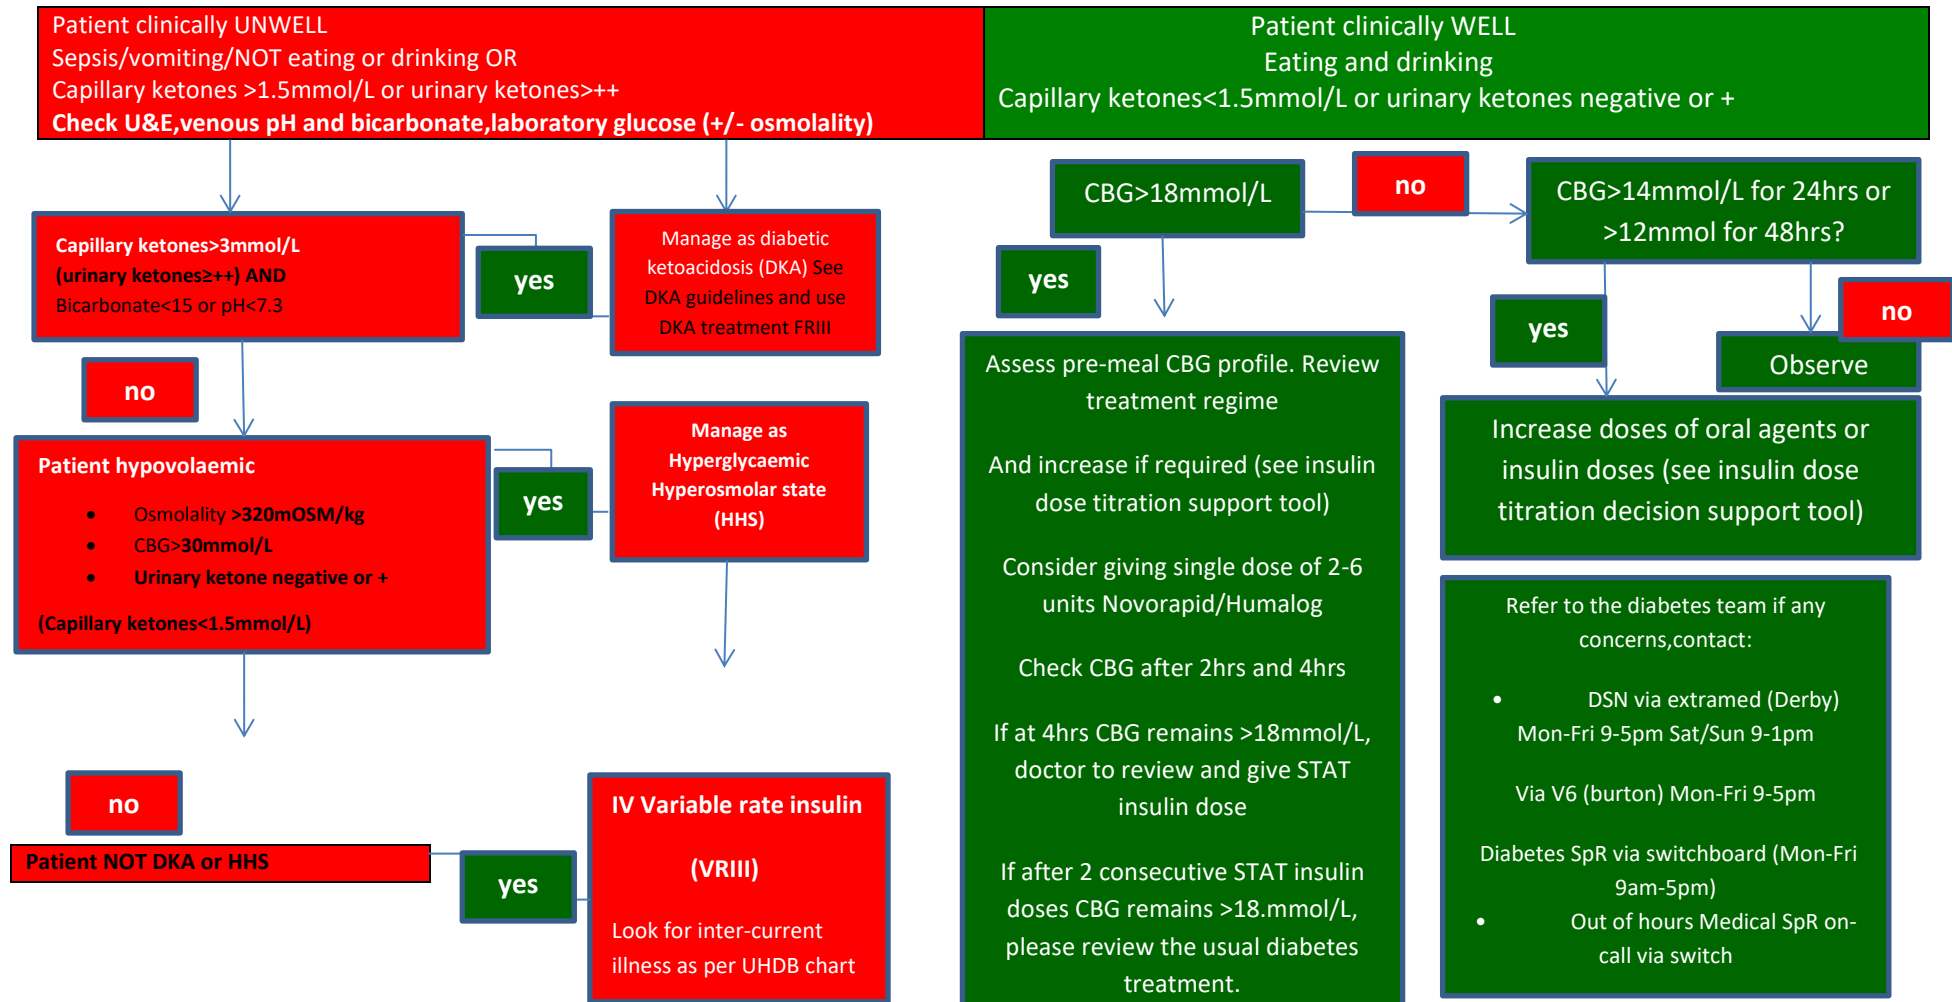 Patient clinically UNWELL
Sepsis/vomiting/NOT eating or drinking OR
Capillary ketones >1.5mmol/L or urinary ketones>++
Check U&E,venous pH and bicarbonate,laboratory glucose (+/- osmolality)
Patient clinically WELL
Eating and drinking
Capillary ketones<1.5mmol/L or urinary ketones negative or +
Capillary ketones>3mmol/L
(urinary ketones≥++) AND
Bicarbonate<15 or pH<7.3
yes
Manage as diabetic
ketoacidosis (DKA) See
DKA guidelines and use
DKA treatment FRIII
no
Patient hypovolaemic
• Osmolality >320mOSM/kg
• CBG>30mmol/L
• Urinary ketone negative or +
(Capillary ketones<1.5mmol/L)
yes
Manage as
Hyperglycaemic
Hyperosmolar state
(HHS)
no
Patient NOT DKA or HHS
yes
IV Variable rate insulin
(VRIII)
Look for inter-current
illness as per UHDB chart
CBG>18mmol/L
no
CBG>14mmol/L for 24hrs or
>12mmol for 48hrs?
yes
Assess pre-meal CBG profile. Review
treatment regime
And increase if required (see insulin
dose titration support tool)
Consider giving single dose of 2-6
units Novorapid/Humalog
Check CBG after 2hrs and 4hrs
If at 4hrs CBG remains >18mmol/L,
doctor to review and give STAT
insulin dose
If after 2 consecutive STAT insulin
doses CBG remains >18.mmol/L,
please review the usual diabetes
treatment.
yes
no
Observe
Increase doses of oral agents or
insulin doses (see insulin dose
titration decision support tool)
Refer to the diabetes team if any
concerns,contact:
• DSN via extramed (Derby)
Mon-Fri 9-5pm Sat/Sun 9-1pm
Via V6 (burton) Mon-Fri 9-5pm
Diabetes SpR via switchboard (Mon-Fri
9am-5pm)
• Out of hours Medical SpR on-
call via switch